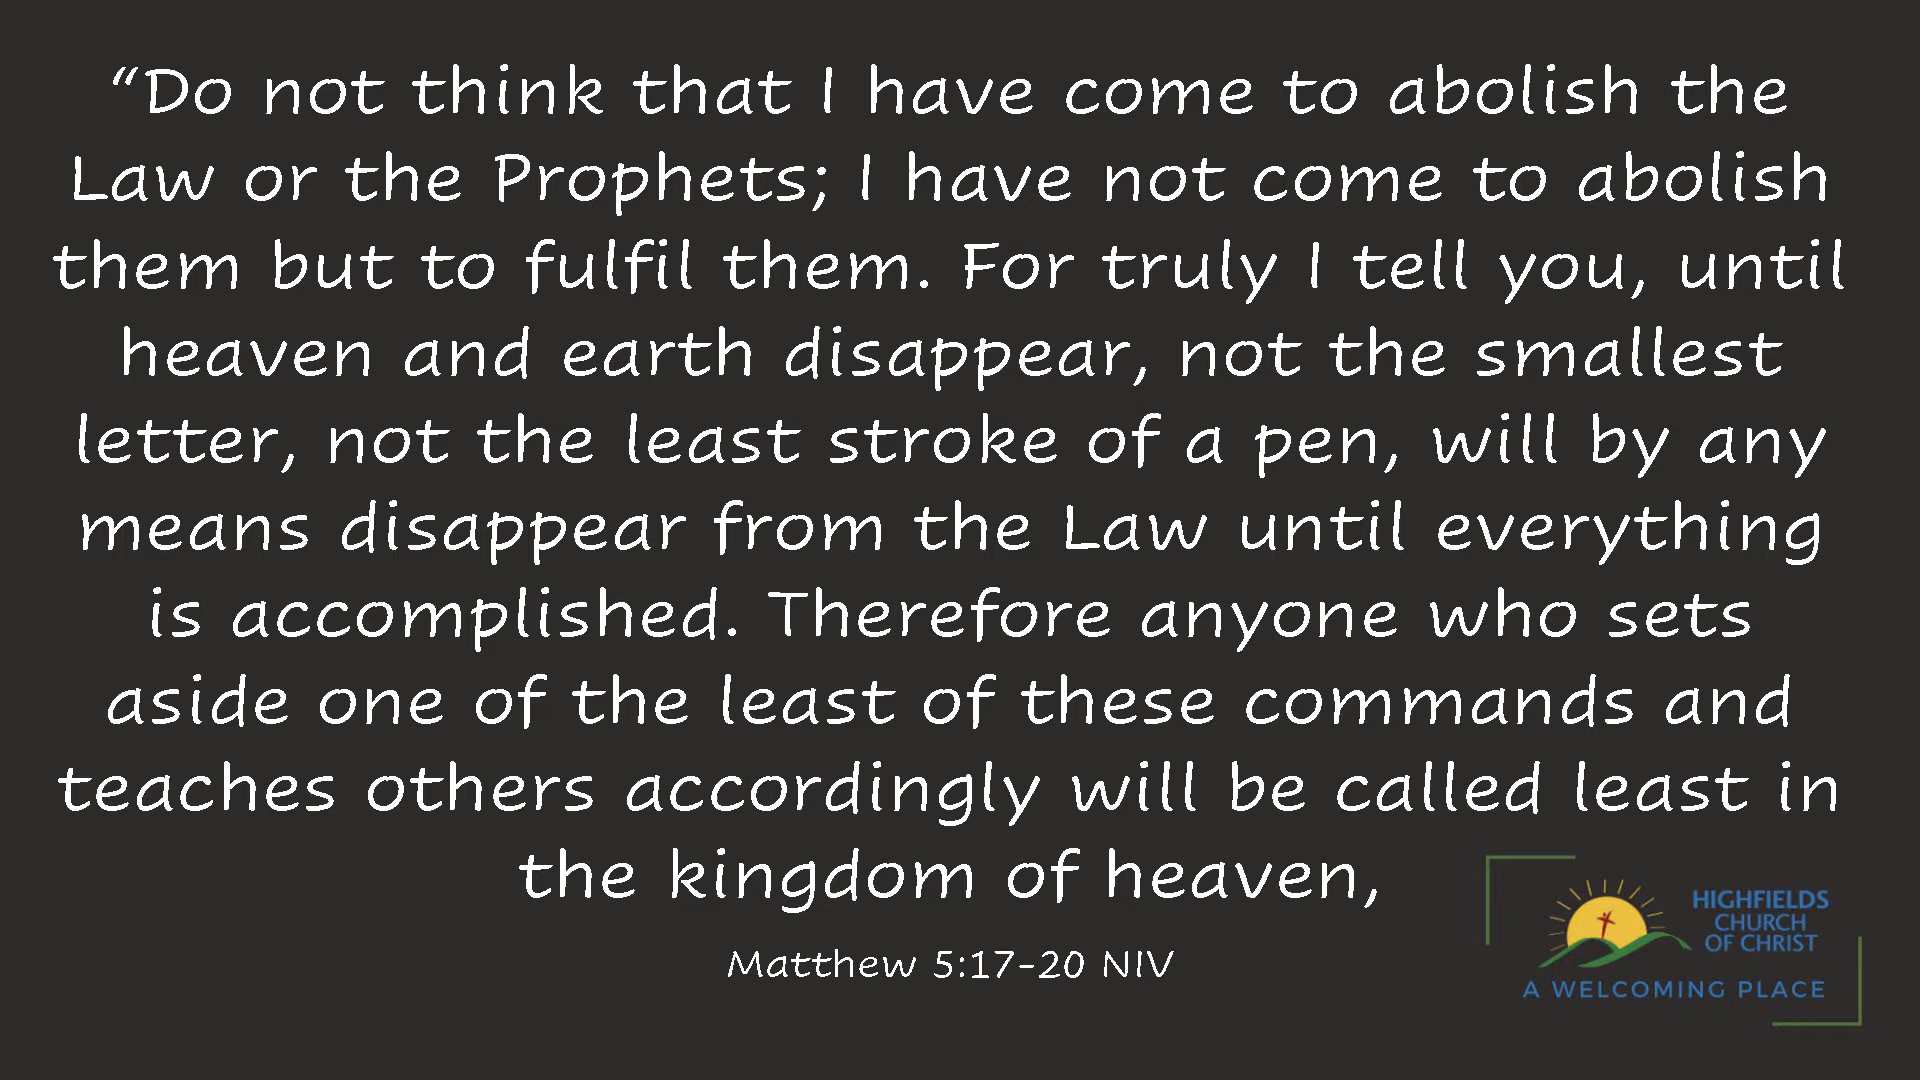 “Do not think that I have come to abolish the
Law or the Prophets; I have not come to abolish
them but to fulfil them. For truly I tell you, until
heaven and earth disappear, not the smallest
letter, not the least stroke of a pen, will by any
means disappear from the Law until everything
is accomplished. Therefore anyone who sets
aside one of the least of these commands and
teaches others accordingly will be called least in
the kingdom of heaven,
Matthew 5:17-20 NIV
HIGHFIELDS
CHURCH
OF CHRIST
A WELCOMING PLACE